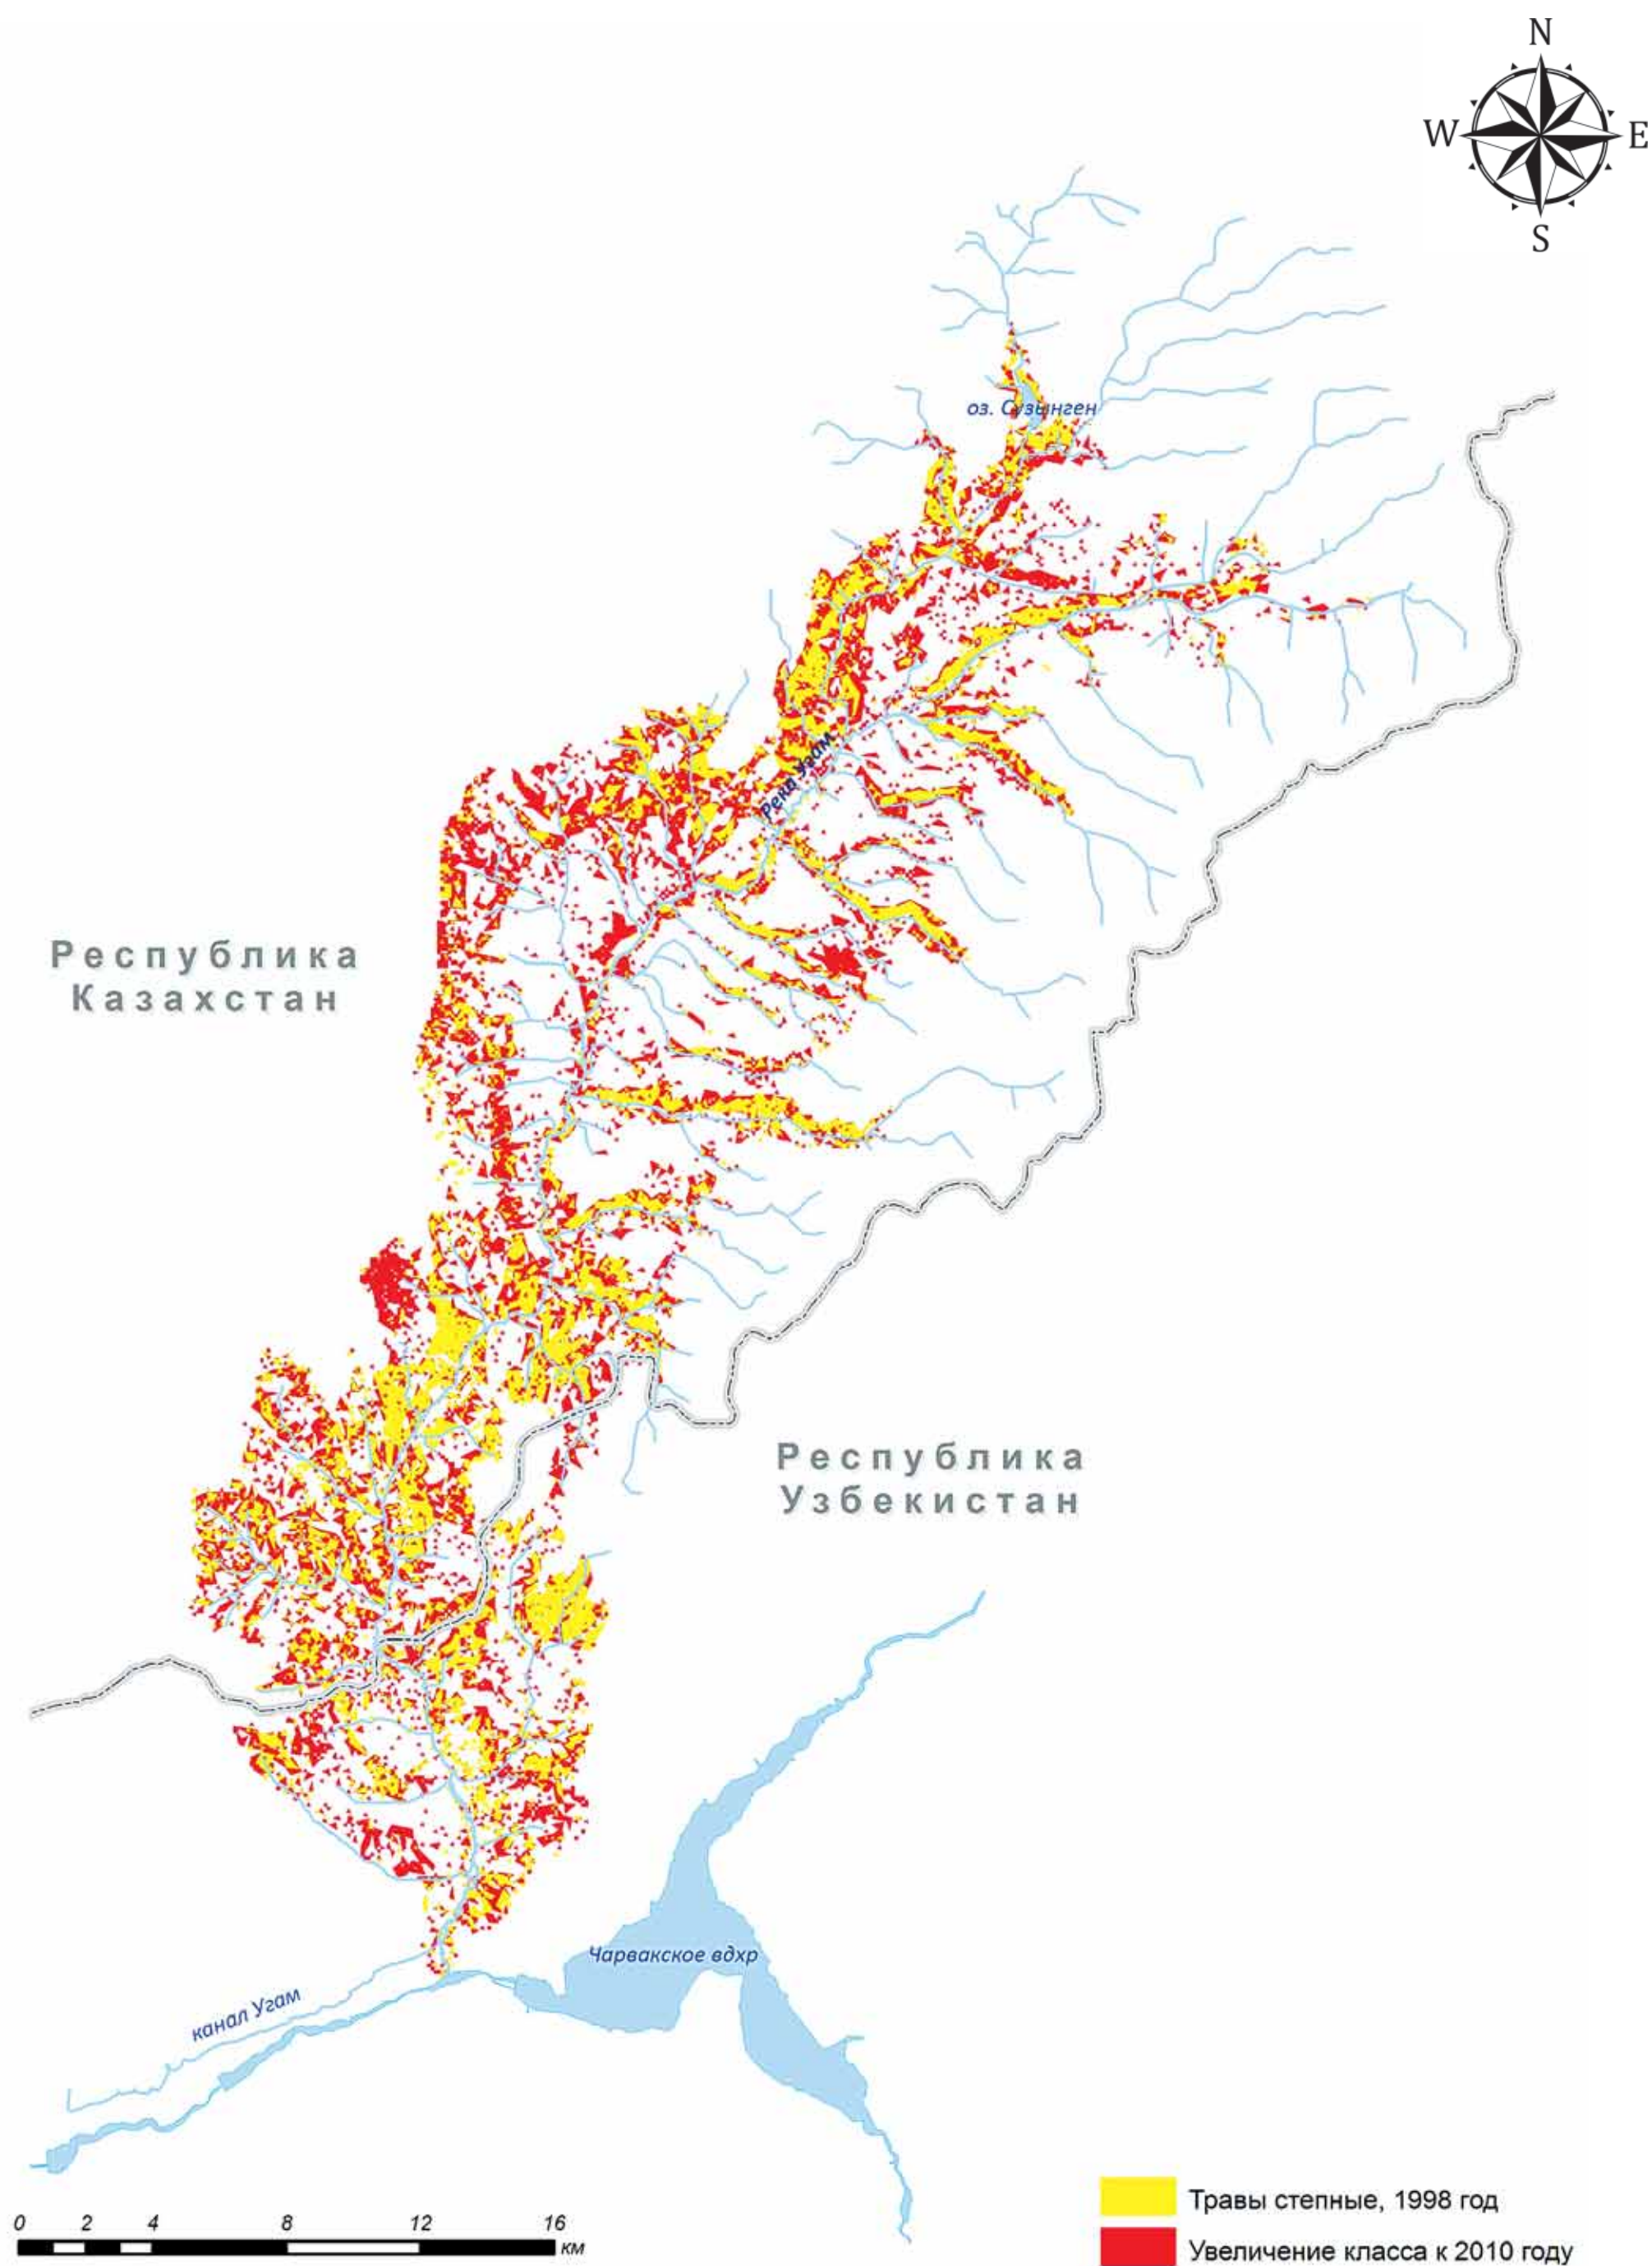 N
W E
S
оз. Сузынген
Река Угам
Республика
Казахстан
Республика
Узбекистан
Чарвакское вдхр
канал Угам
0 2 4 8 12 16
км
Травы степные, 1998 год
Увеличение класса к 2010 году